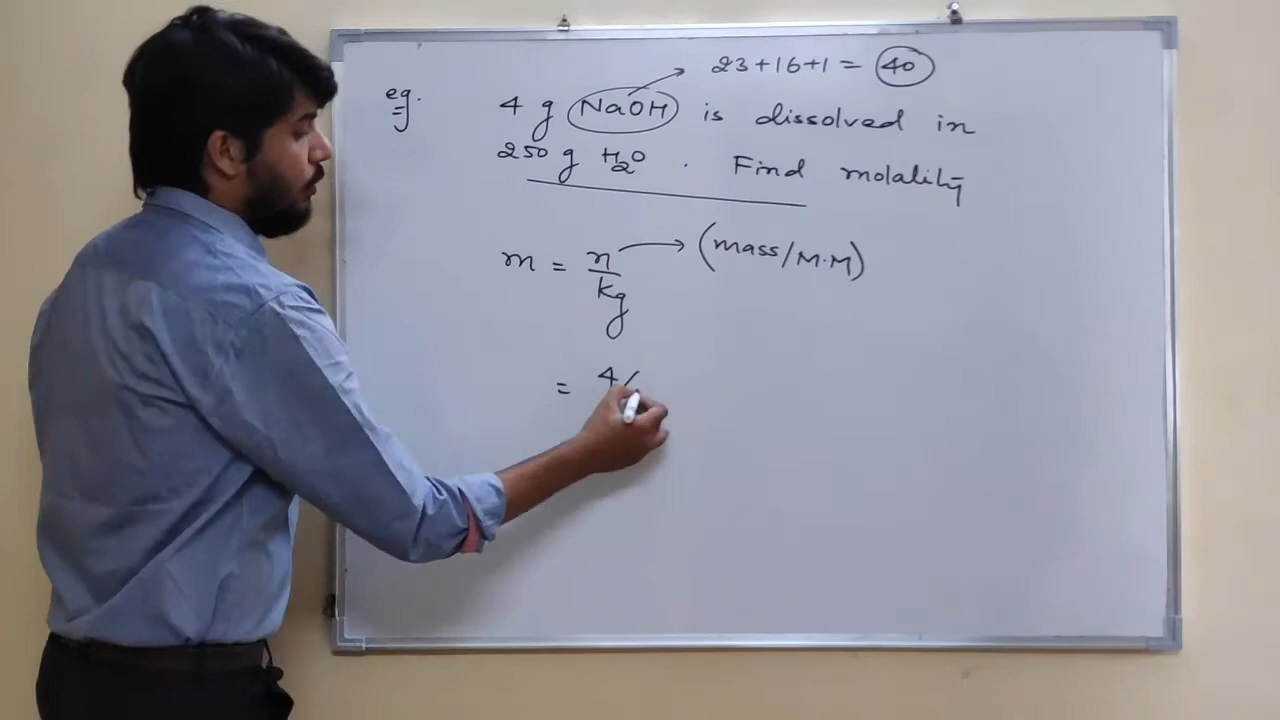 23+16+1 = 40
eg. 4 g NaOH is dissolved in
250 g H2O . Find molality
m = n/kg → (mass/M.M)
= 4/